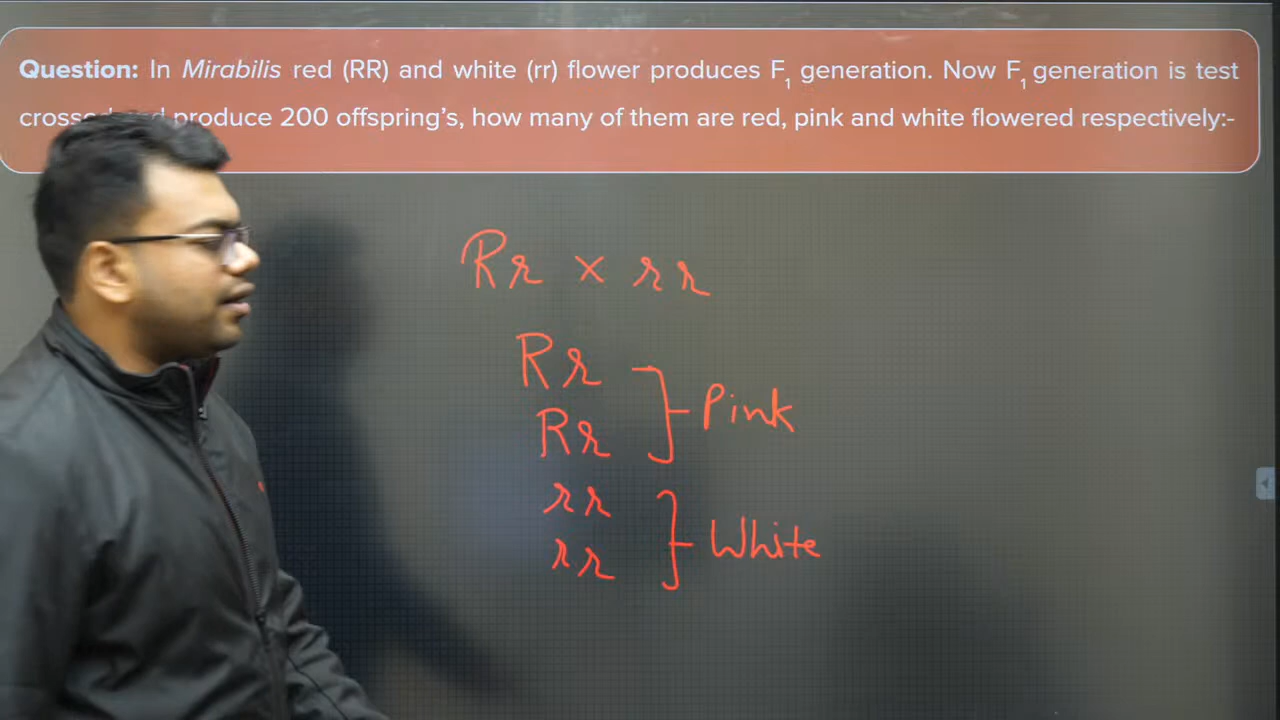 Question: In Mirabilis red (RR) and white (rr) flower produces F1 generation. Now F1 generation is test
produce 200 offspring's, how many of them are red, pink and white flowered respectively:-
Rr × rr
Rr
Rr
Pink
rr
rr
White